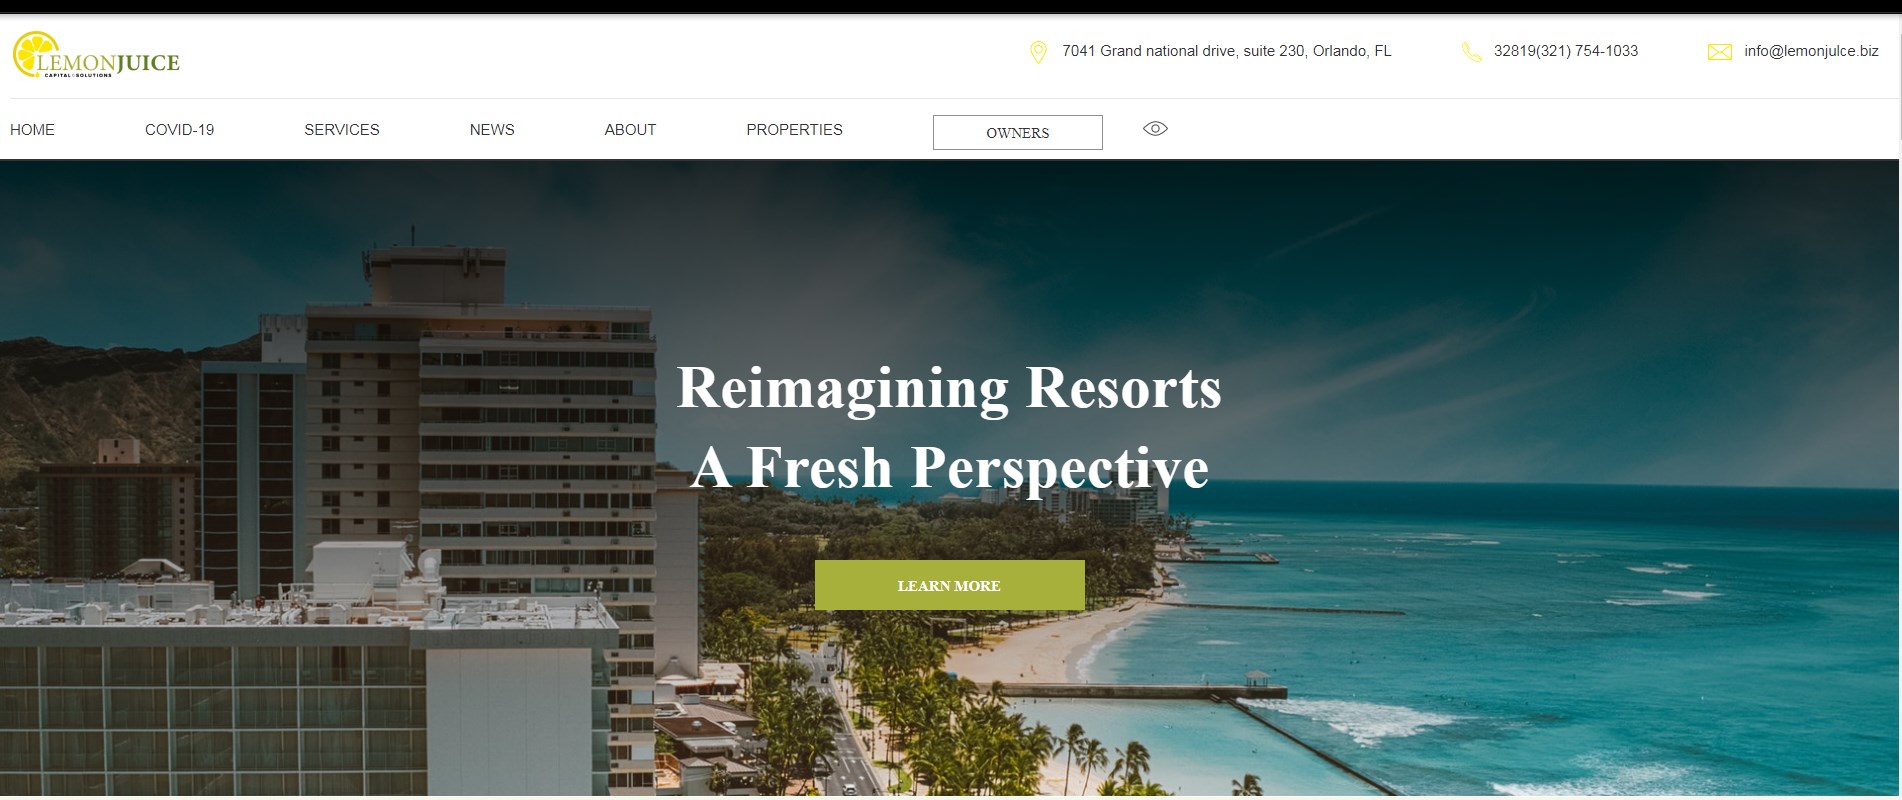 LEMONJUICE
CAPITAL & SOLUTIONS
7041 Grand national drive, suite 230, Orlando, FL
32819(321) 754-1033
info@lemonjulce.biz
HOME
COVID-19
SERVICES
NEWS
ABOUT
PROPERTIES
OWNERS
Reimagining Resorts
A Fresh Perspective
LEARN MORE